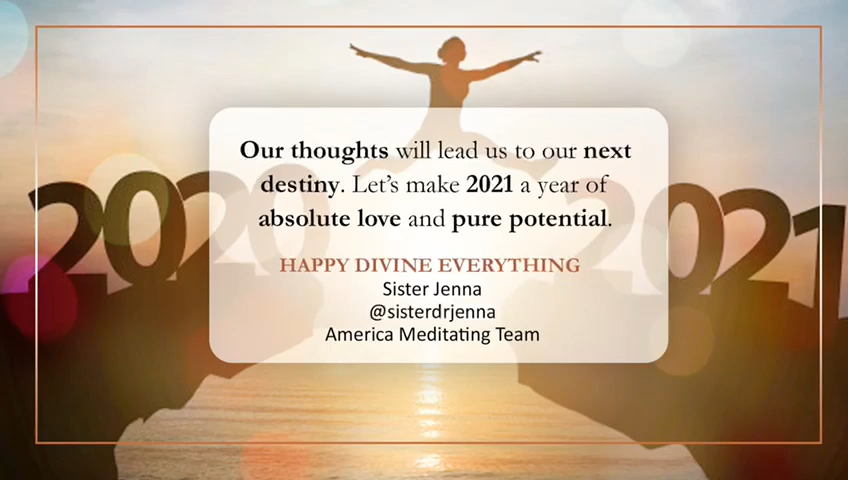 Our thoughts will lead us to our next
destiny. Let's make 2021 a year of
absolute love and pure potential.
HAPPY DIVINE EVERYTHING
Sister Jenna
@sisterdrjenna
America Meditating Team
2020
2021